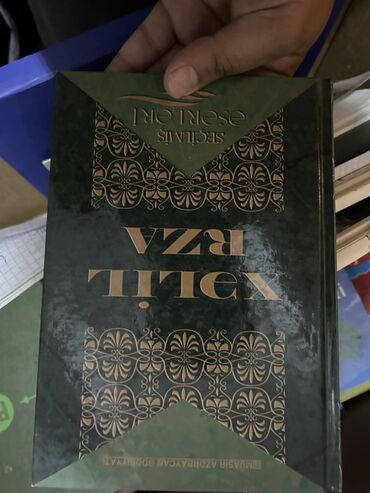 MÜASİR AZƏRBAYCAN ƏDƏBİYYATI
XƏLİL
RZA
SEÇİLMİŞ
ƏSƏRLƏRİ